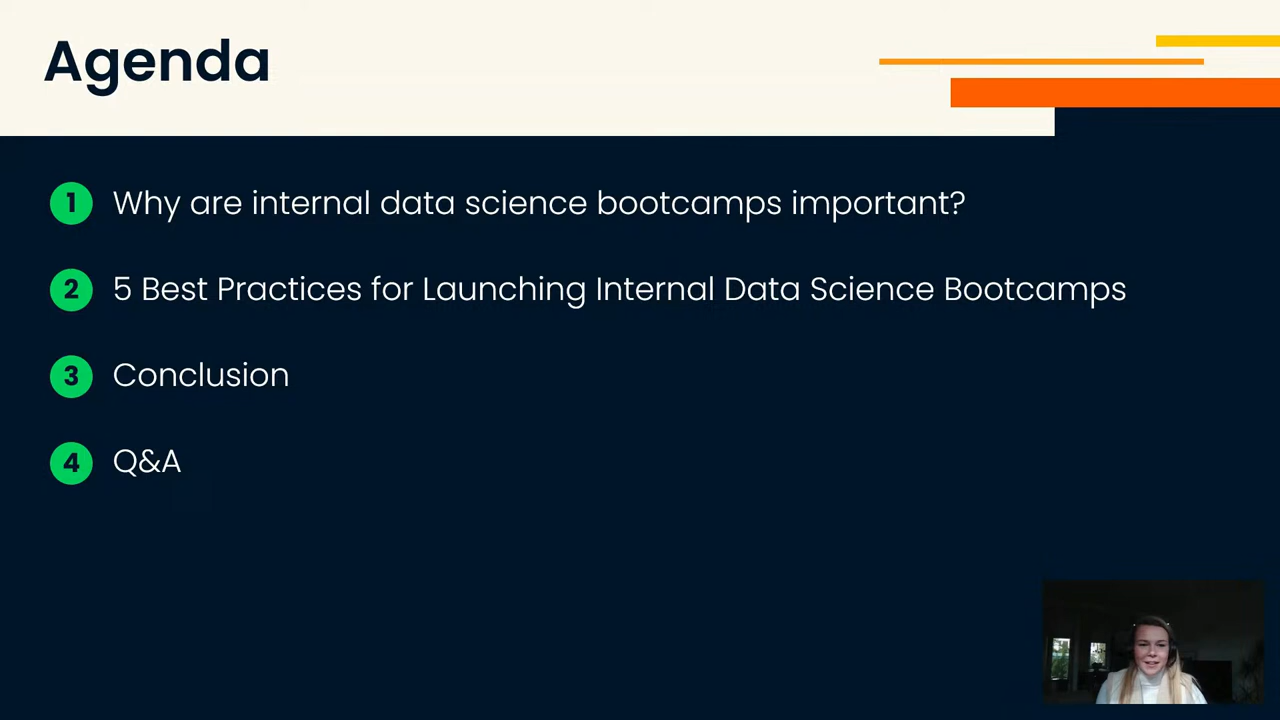 Agenda
1 Why are internal data science bootcamps important?
2 5 Best Practices for Launching Internal Data Science Bootcamps
3 Conclusion
4 Q&A